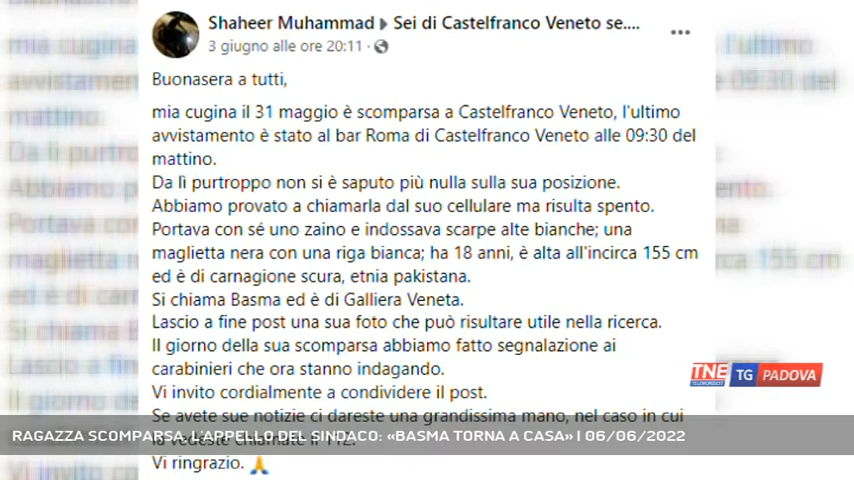 Shaheer Muhammad ▸ Sei di Castelfranco Veneto se....
3 giugno alle ore 20:11 ·
Buonasera a tutti,
mia cugina il 31 maggio è scomparsa a Castelfranco Veneto, l'ultimo
avvistamento è stato al bar Roma di Castelfranco Veneto alle 09:30 del
mattino.
Da lì purtroppo non si è saputo più nulla sulla sua posizione.
Abbiamo provato a chiamarla dal suo cellulare ma risulta spento.
Portava con sé uno zaino e indossava scarpe alte bianche; una
maglietta nera con una riga bianca; ha 18 anni, è alta all'incirca 155 cm
ed è di carnagione scura, etnia pakistana.
Si chiama Basma ed è di Galliera Veneta.
Lascio a fine post una sua foto che può risultare utile nella ricerca.
Il giorno della sua scomparsa abbiamo fatto segnalazione ai
carabinieri che ora stanno indagando.
Vi invito cordialmente a condividere il post.
Se avete sue notizie ci dareste una grandissima mano, nel caso in cui
la vedeste chiamate il 112.
Vi ringrazio. 🙏
TNE TG PADOVA
TELENORDEST
RAGAZZA SCOMPARSA, L'APPELLO DEL SINDACO: «BASMA TORNA A CASA» | 06/06/2022